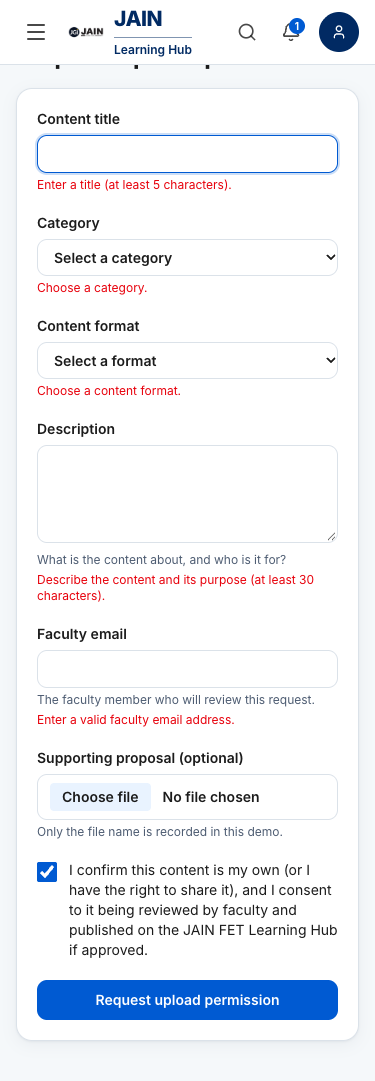 JGI JAIN
JAIN
Learning Hub
1
Content title
Enter a title (at least 5 characters).
Category
Select a category
Choose a category.
Content format
Select a format
Choose a content format.
Description
What is the content about, and who is it for?
Describe the content and its purpose (at least 30
characters).
Faculty email
The faculty member who will review this request.
Enter a valid faculty email address.
Supporting proposal (optional)
Choose file No file chosen
Only the file name is recorded in this demo.
I confirm this content is my own (or I
have the right to share it), and I consent
to it being reviewed by faculty and
published on the JAIN FET Learning Hub
if approved.
Request upload permission